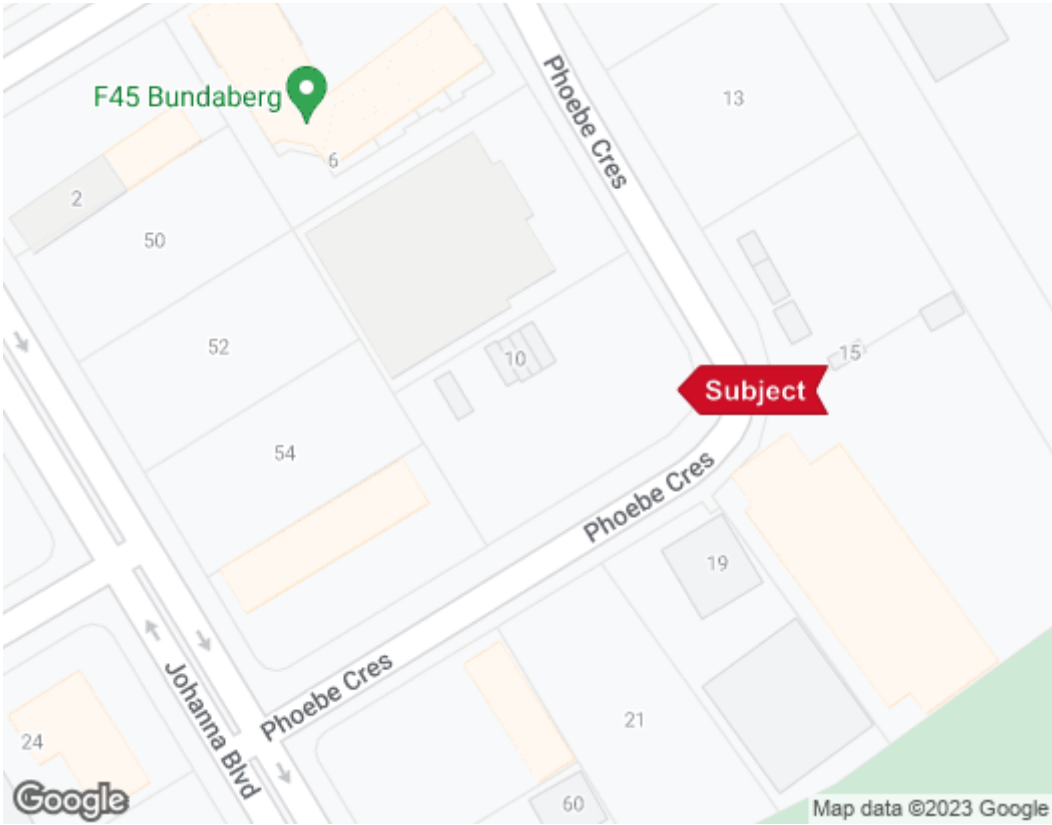 Phoebe Cres
13
F45 Bundaberg
6
2
50
52
10
15
Subject
54
Phoebe Cres
19
Phoebe Cres
Johanna Blvd
21
24
60
Google
Map data ©2023 Google